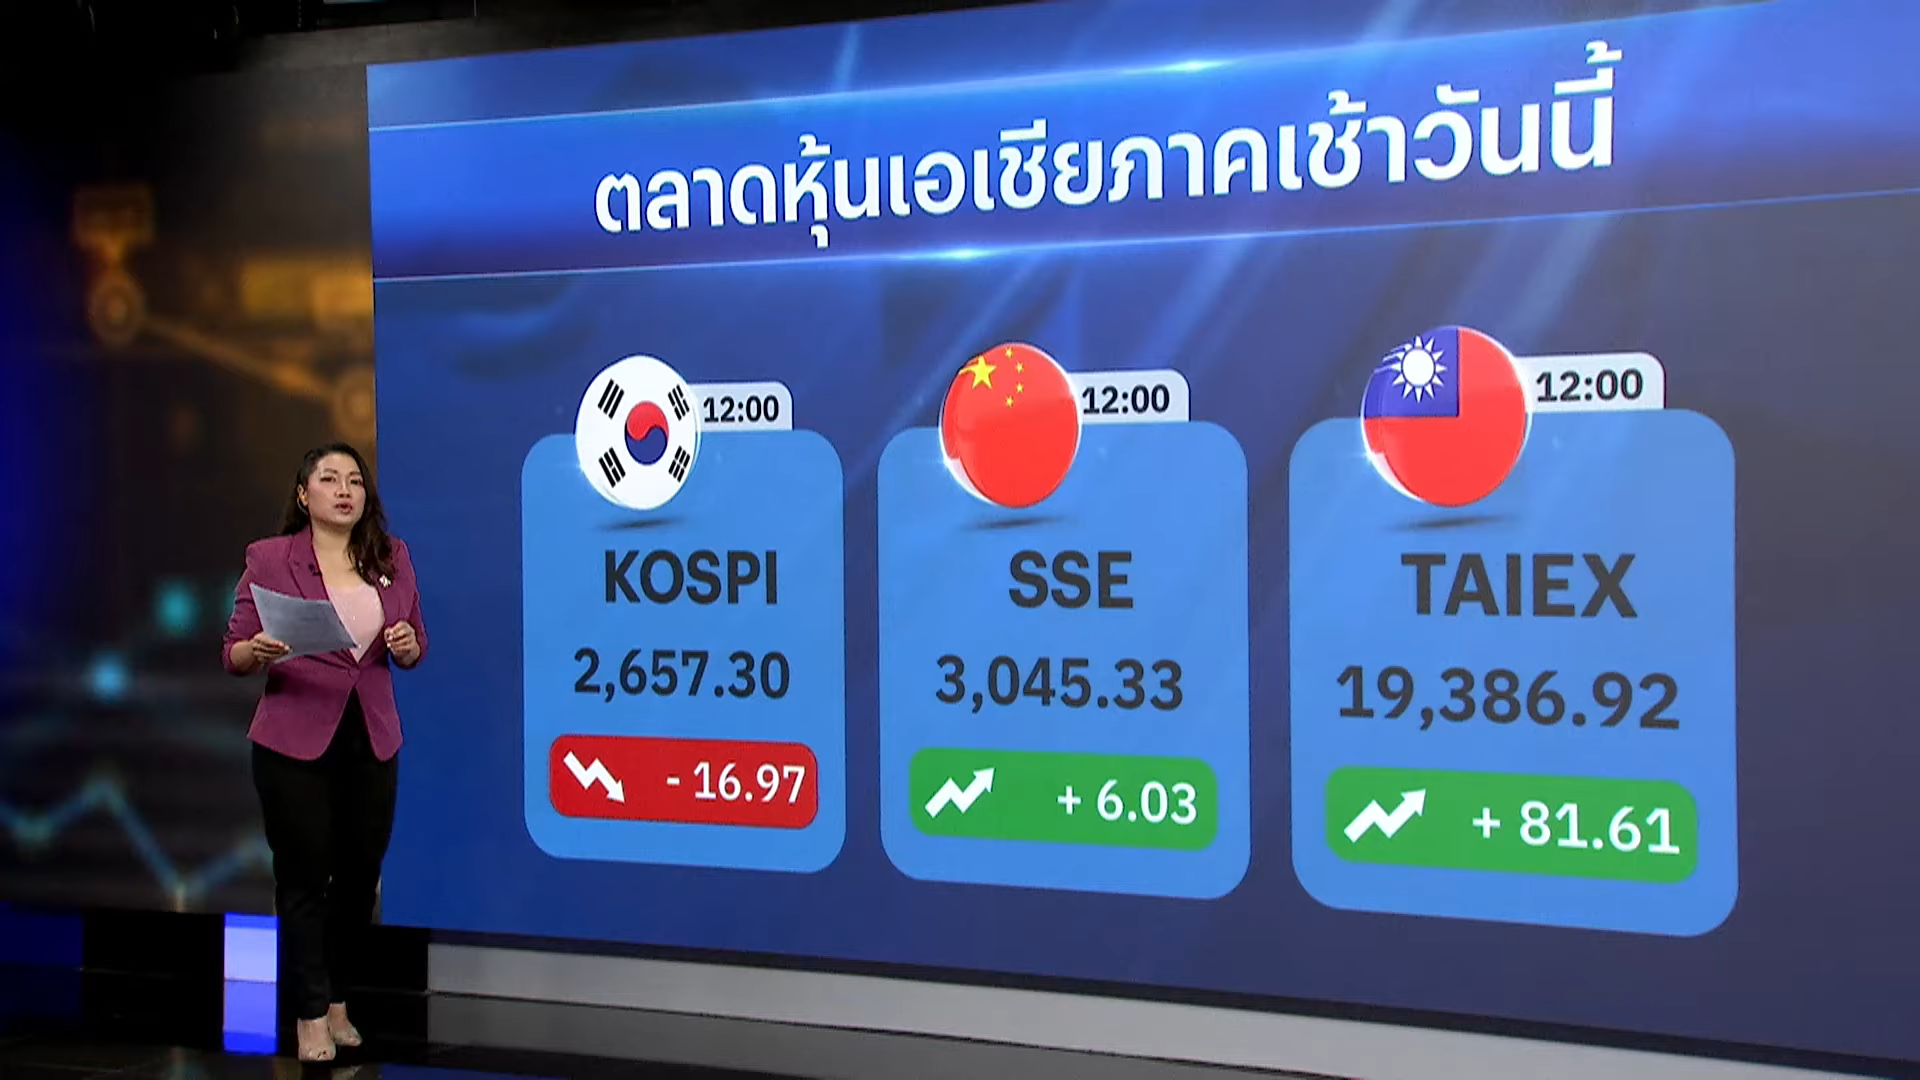 ตลาดหุ้นเอเชียภาคเช้าวันนี้
12:00
KOSPI
2,657.30
- 16.97
12:00
SSE
3,045.33
+ 6.03
12:00
TAIEX
19,386.92
+ 81.61